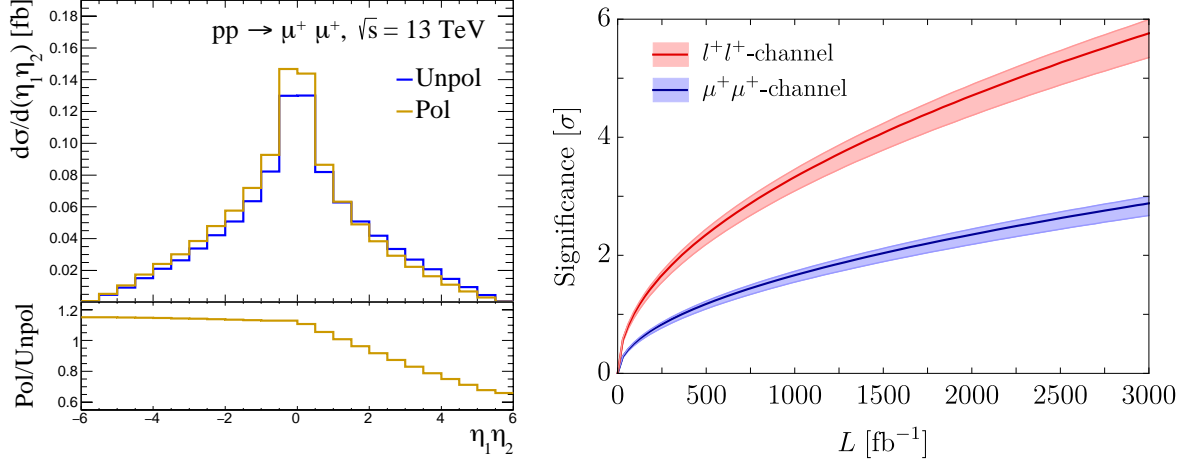 pp → μ⁺ μ⁺, √s = 13 TeV
Unpol
Pol
dσ/d(η₁η₂) [fb]
0.18
0.16
0.14
0.12
0.10
0.08
0.06
0.04
0.02
Pol/Unpol
1.2
1
0.8
0.6
−6 −4 −2 0 2 4 6
η₁η₂
l⁺l⁺-channel
μ⁺μ⁺-channel
Significance [σ]
6
4
2
0
0 500 1000 1500 2000 2500 3000
L [fb⁻¹]